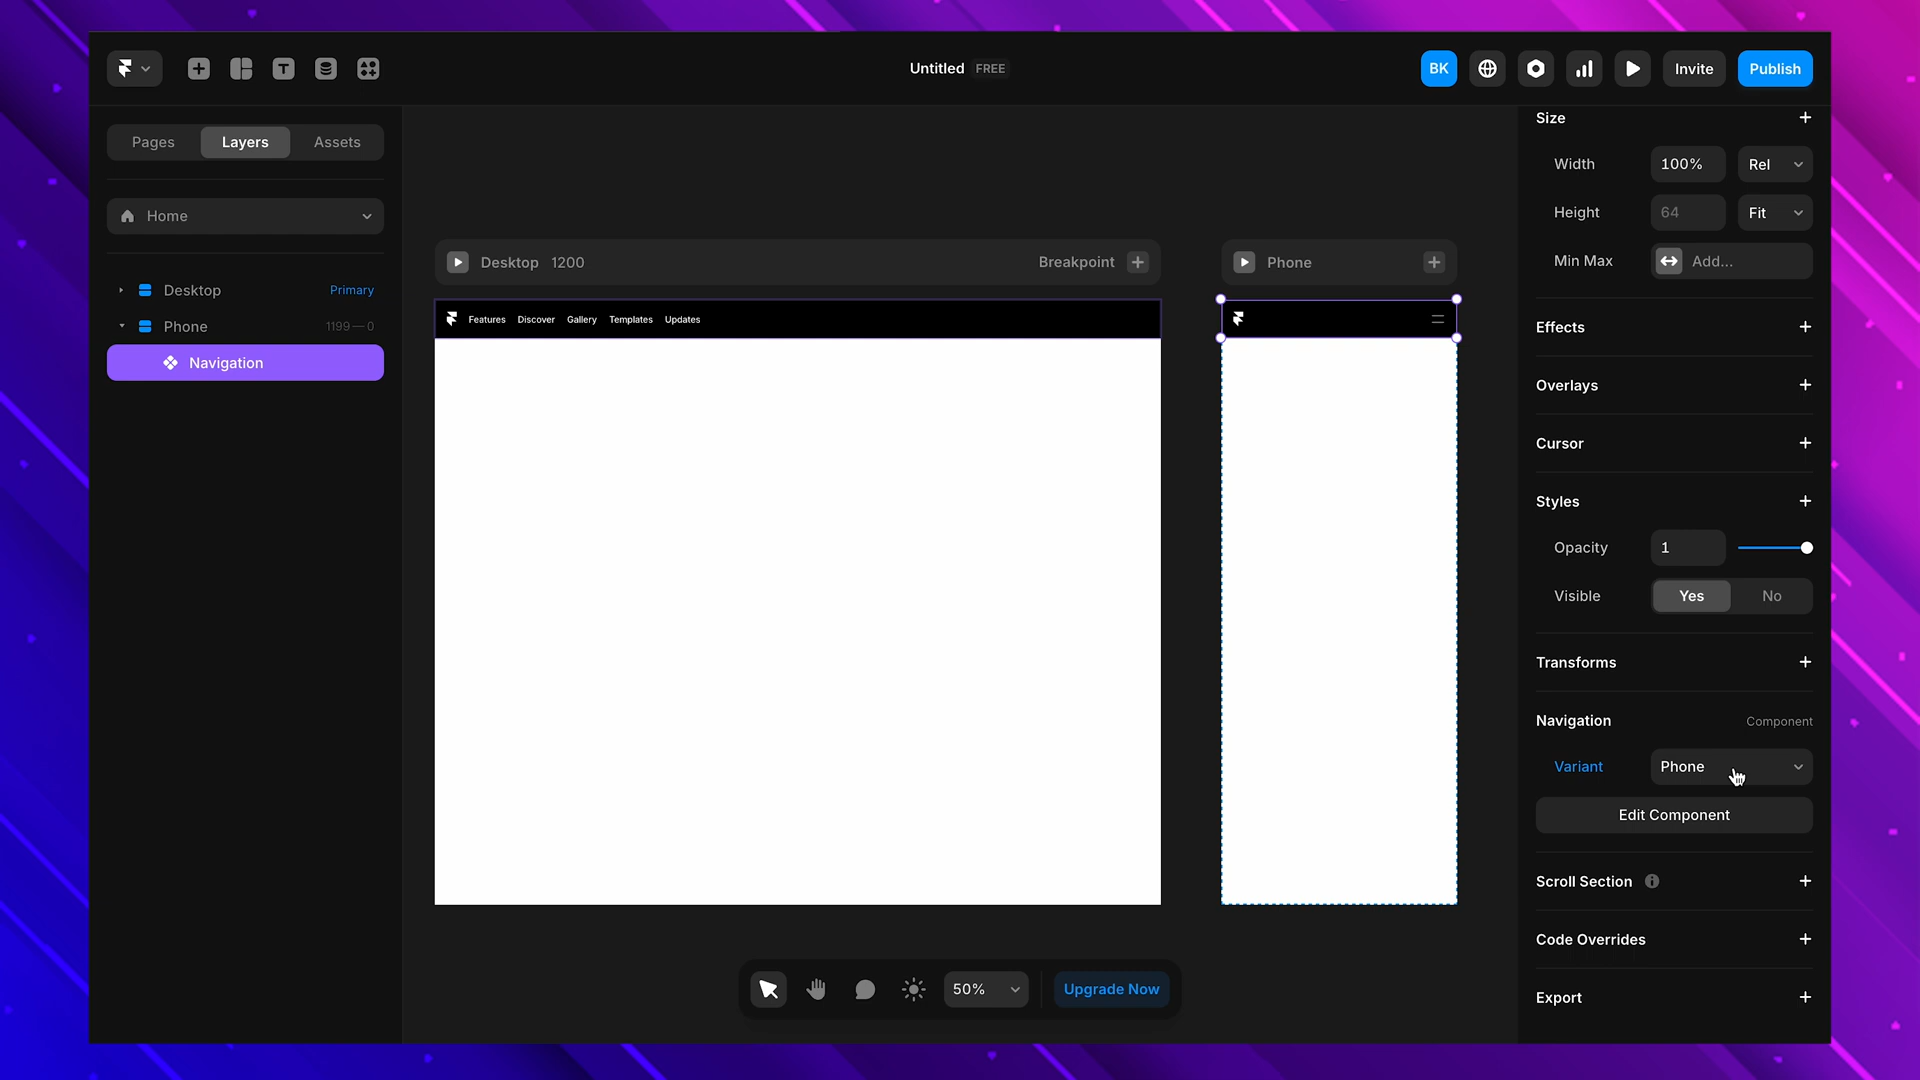 Untitled FREE
BK
Invite
Publish
Pages
Layers
Assets
Home
Desktop
Primary
Phone
1199—0
Navigation
Desktop 1200
Breakpoint
Features Discover Gallery Templates Updates
Phone
50%
Upgrade Now
Size
Width 100% Rel
Height 64 Fit
Min Max Add...
Effects
Overlays
Cursor
Styles
Opacity 1
Visible Yes No
Transforms
Navigation Component
Variant Phone
Edit Component
Scroll Section
Code Overrides
Export